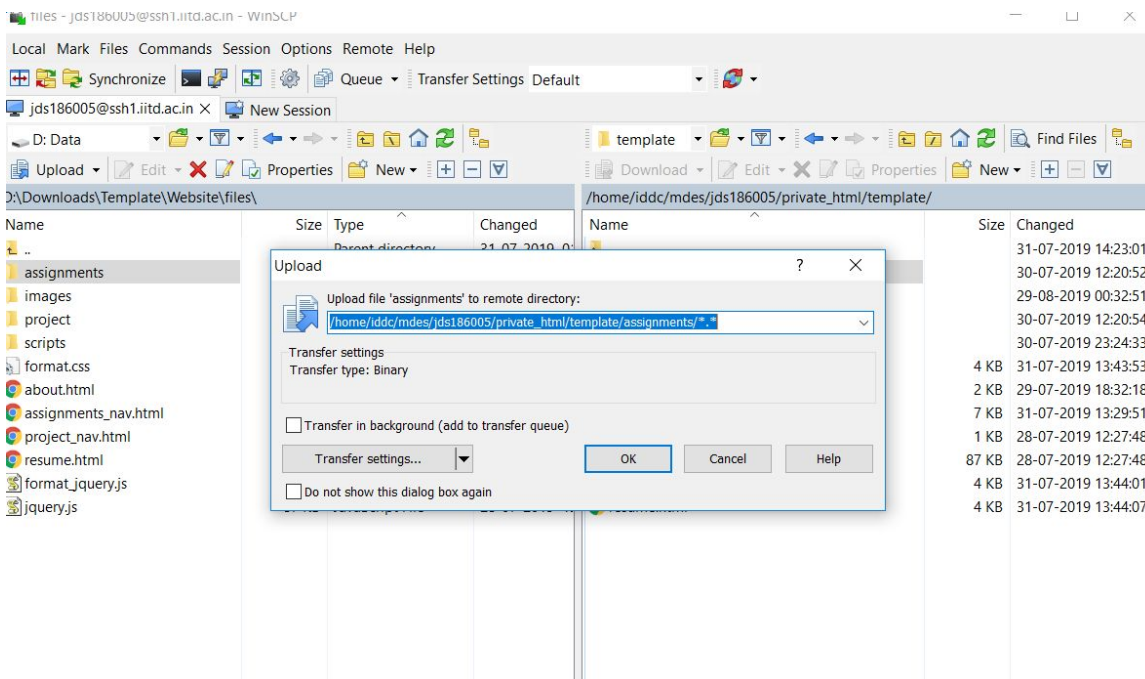 files - jds186005@ssh1.iitd.ac.in - WinSCP
Local Mark Files Commands Session Options Remote Help
Synchronize Queue Transfer Settings Default
jds186005@ssh1.iitd.ac.in × New Session
D: Data template Find Files
Upload Edit Properties New Download Edit Properties New
D:\Downloads\Template\Website\files\ /home/iddc/mdes/jds186005/private_html/template/
Name Size Type Changed Name Size Changed
.. Parent directory 31-07-2019 31-07-2019 14:23:01
assignments 30-07-2019 12:20:52
images 29-08-2019 00:32:51
project 30-07-2019 12:20:54
scripts 30-07-2019 23:24:33
format.css 4 KB 31-07-2019 13:43:53
about.html 2 KB 29-07-2019 18:32:18
assignments_nav.html 7 KB 31-07-2019 13:29:51
project_nav.html 1 KB 28-07-2019 12:27:48
resume.html 87 KB 28-07-2019 12:27:48
format_jquery.js 4 KB 31-07-2019 13:44:01
jquery.js 4 KB 31-07-2019 13:44:07
Upload ? ×
Upload file 'assignments' to remote directory:
/home/iddc/mdes/jds186005/private_html/template/assignments/*.*
Transfer settings
Transfer type: Binary
Transfer in background (add to transfer queue)
Transfer settings... OK Cancel Help
Do not show this dialog box again